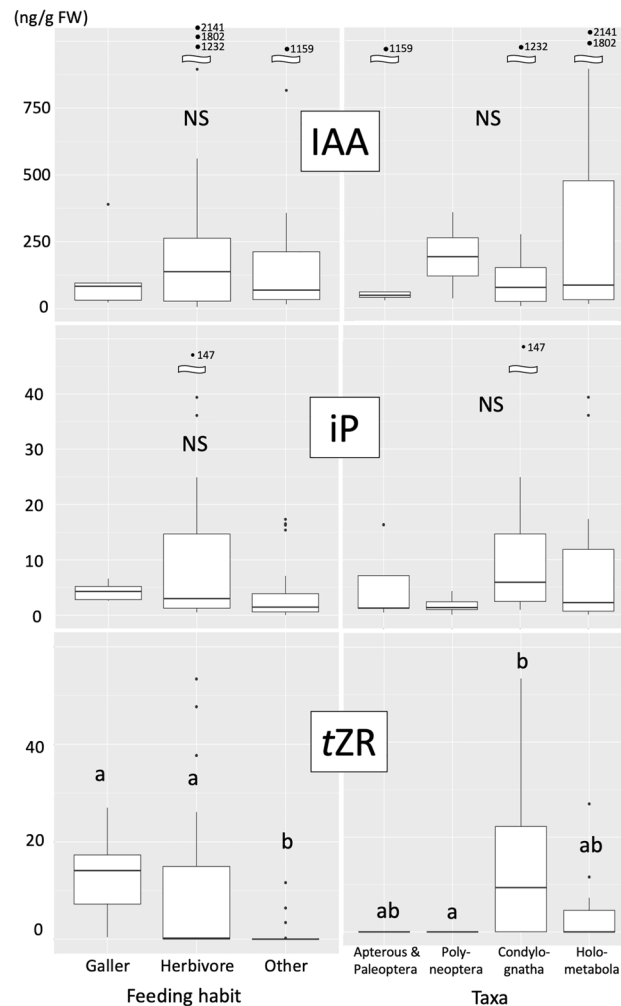 (ng/g FW)
2141
1802
1232
1159
1159
1232
2141
1802
750
500
250
0
NS
IAA
NS
147
147
40
30
20
10
0
NS
iP
NS
40
20
0
a
a
b
tZR
ab
a
b
ab
Galler Herbivore Other
Feeding habit
Apterous & Paleoptera
Poly-
neoptera
Condylo-
gnatha
Holo-
metabola
Taxa